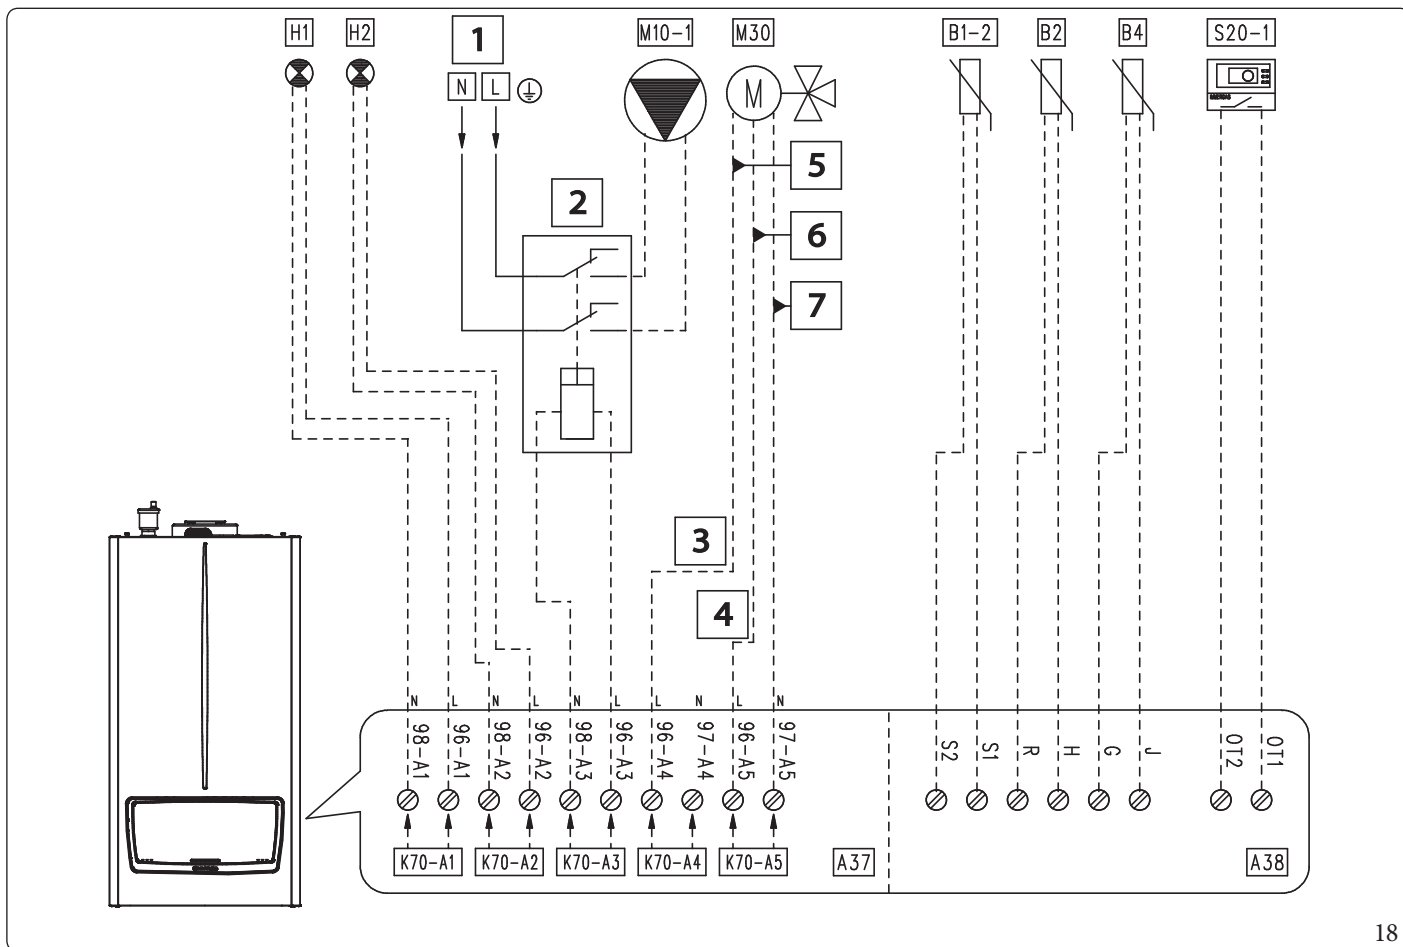 H1 H2 1 M10-1 M30 B1-2 B2 B4 S20-1
N L M
5
2
6
7
3
4
N L N L N L L N L N
98-A1 96-A1 98-A2 96-A2 98-A3 96-A3 96-A4 97-A4 96-A5 97-A5 S2 S1 R H G J OT2 OT1
K70-A1 K70-A2 K70-A3 K70-A4 K70-A5 A37 A38
18